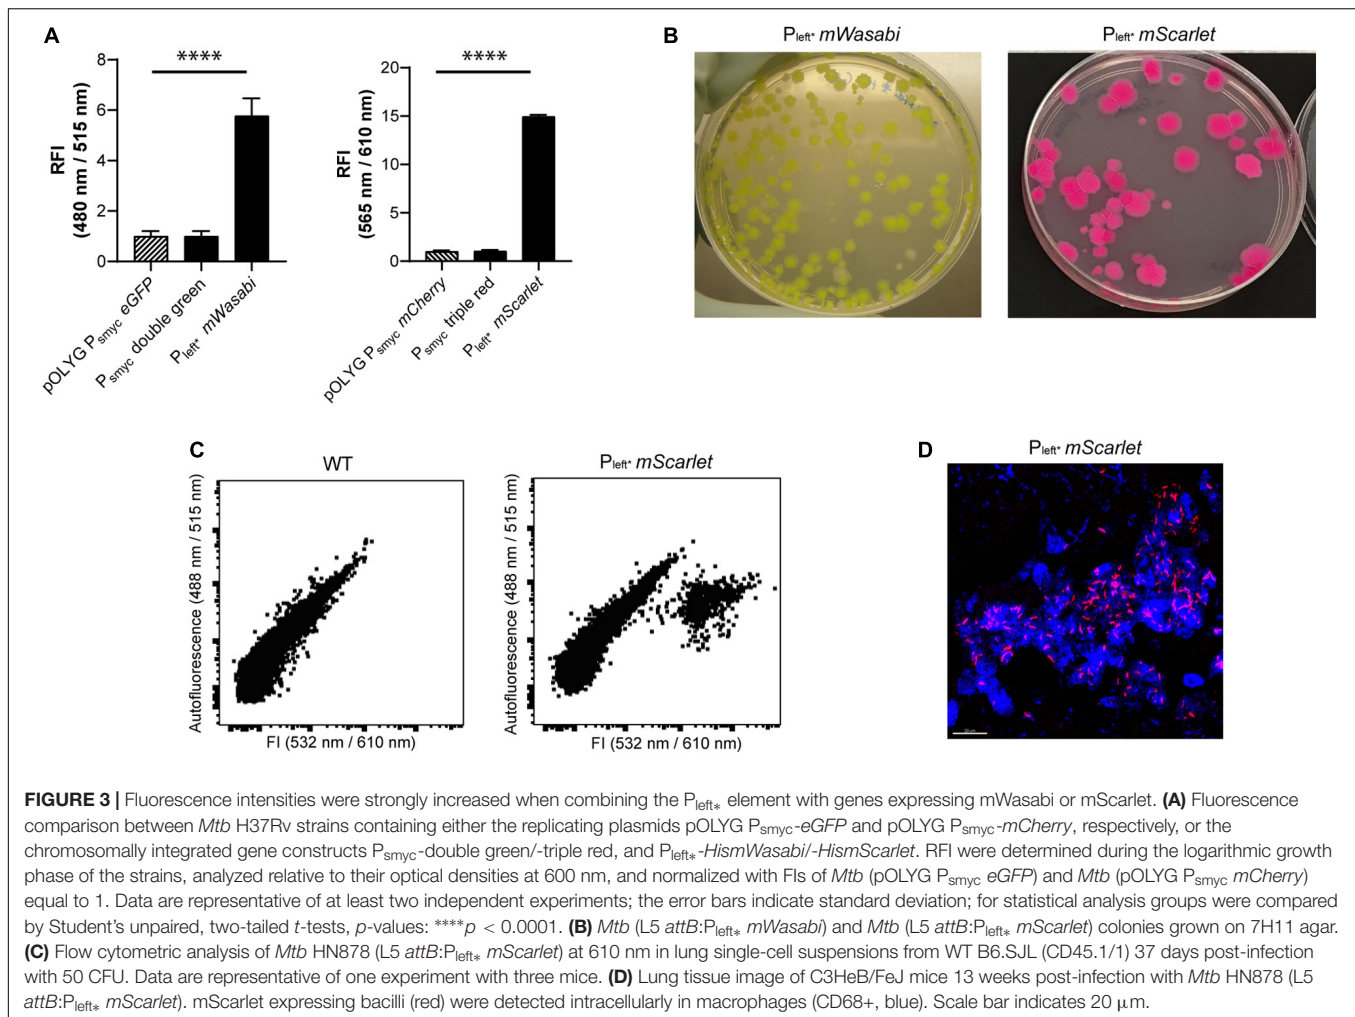 A
****
RFI
(480 nm / 515 nm)
8
6
4
2
0
pOLYG Psmyc eGFP
Psmyc double green
Pleft* mWasabi
****
RFI
(565 nm / 610 nm)
20
15
10
5
0
pOLYG Psmyc mCherry
Psmyc triple red
Pleft* mScarlet
B
Pleft* mWasabi
Pleft* mScarlet
C
WT
Autofluorescence (488 nm / 515 nm)
FI (532 nm / 610 nm)
Pleft* mScarlet
Autofluorescence (488 nm / 515 nm)
FI (532 nm / 610 nm)
D
Pleft* mScarlet
FIGURE 3 | Fluorescence intensities were strongly increased when combining the Pleft* element with genes expressing mWasabi or mScarlet. (A) Fluorescence
comparison between Mtb H37Rv strains containing either the replicating plasmids pOLYG Psmyc-eGFP and pOLYG Psmyc-mCherry, respectively, or the
chromosomally integrated gene constructs Psmyc-double green/-triple red, and Pleft*-HismWasabi/-HismScarlet. RFI were determined during the logarithmic growth
phase of the strains, analyzed relative to their optical densities at 600 nm, and normalized with FIs of Mtb (pOLYG Psmyc eGFP) and Mtb (pOLYG Psmyc mCherry)
equal to 1. Data are representative of at least two independent experiments; the error bars indicate standard deviation; for statistical analysis groups were compared
by Student's unpaired, two-tailed t-tests, p-values: ****p < 0.0001. (B) Mtb (L5 attB:Pleft* mWasabi) and Mtb (L5 attB:Pleft* mScarlet) colonies grown on 7H11 agar.
(C) Flow cytometric analysis of Mtb HN878 (L5 attB:Pleft* mScarlet) at 610 nm in lung single-cell suspensions from WT B6.SJL (CD45.1/1) 37 days post-infection
with 50 CFU. Data are representative of one experiment with three mice. (D) Lung tissue image of C3HeB/FeJ mice 13 weeks post-infection with Mtb HN878 (L5
attB:Pleft* mScarlet). mScarlet expressing bacilli (red) were detected intracellularly in macrophages (CD68+, blue). Scale bar indicates 20 μm.